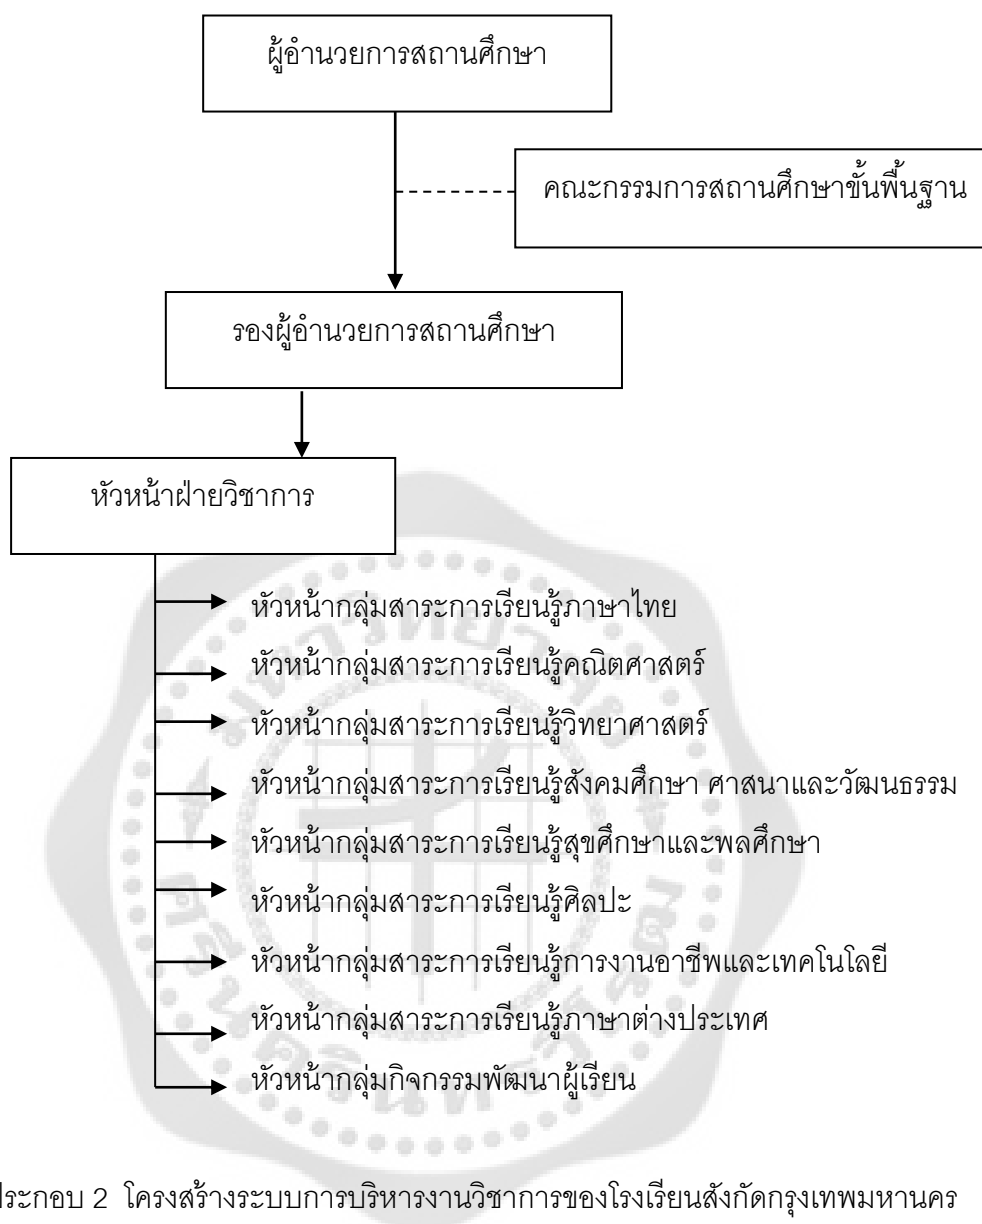 ผู้อำนวยการสถานศึกษา
คณะกรรมการสถานศึกษาขั้นพื้นฐาน
รองผู้อำนวยการสถานศึกษา
หัวหน้าฝ่ายวิชาการ
หัวหน้ากลุ่มสาระการเรียนรู้ภาษาไทย
หัวหน้ากลุ่มสาระการเรียนรู้คณิตศาสตร์
หัวหน้ากลุ่มสาระการเรียนรู้วิทยาศาสตร์
หัวหน้ากลุ่มสาระการเรียนรู้สังคมศึกษา ศาสนาและวัฒนธรรม
หัวหน้ากลุ่มสาระการเรียนรู้สุขศึกษาและพลศึกษา
หัวหน้ากลุ่มสาระการเรียนรู้ศิลปะ
หัวหน้ากลุ่มสาระการเรียนรู้การงานอาชีพและเทคโนโลยี
หัวหน้ากลุ่มสาระการเรียนรู้ภาษาต่างประเทศ
หัวหน้ากลุ่มกิจกรรมพัฒนาผู้เรียน
ประกอบ 2 โครงสร้างระบบการบริหารงานวิชาการของโรงเรียนสังกัดกรุงเทพมหานคร